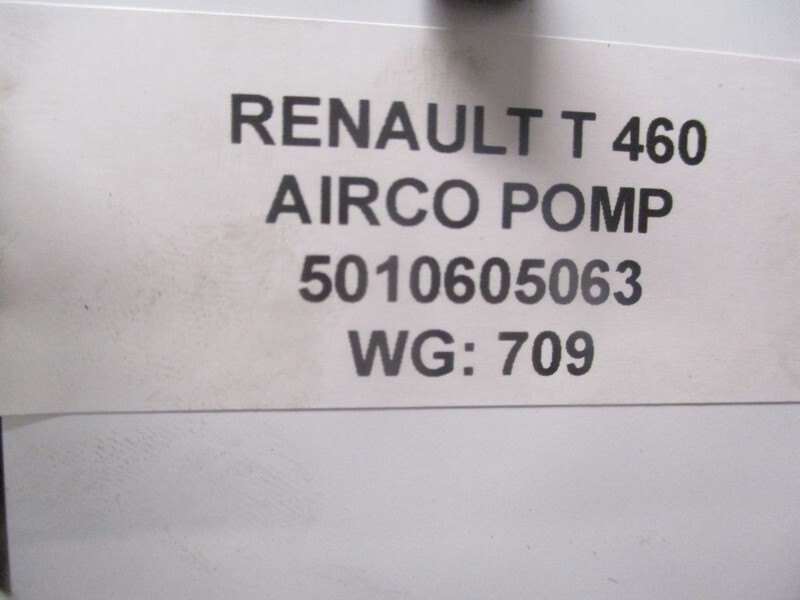 RENAULT T 460
AIRCO POMP
5010605063
WG: 709